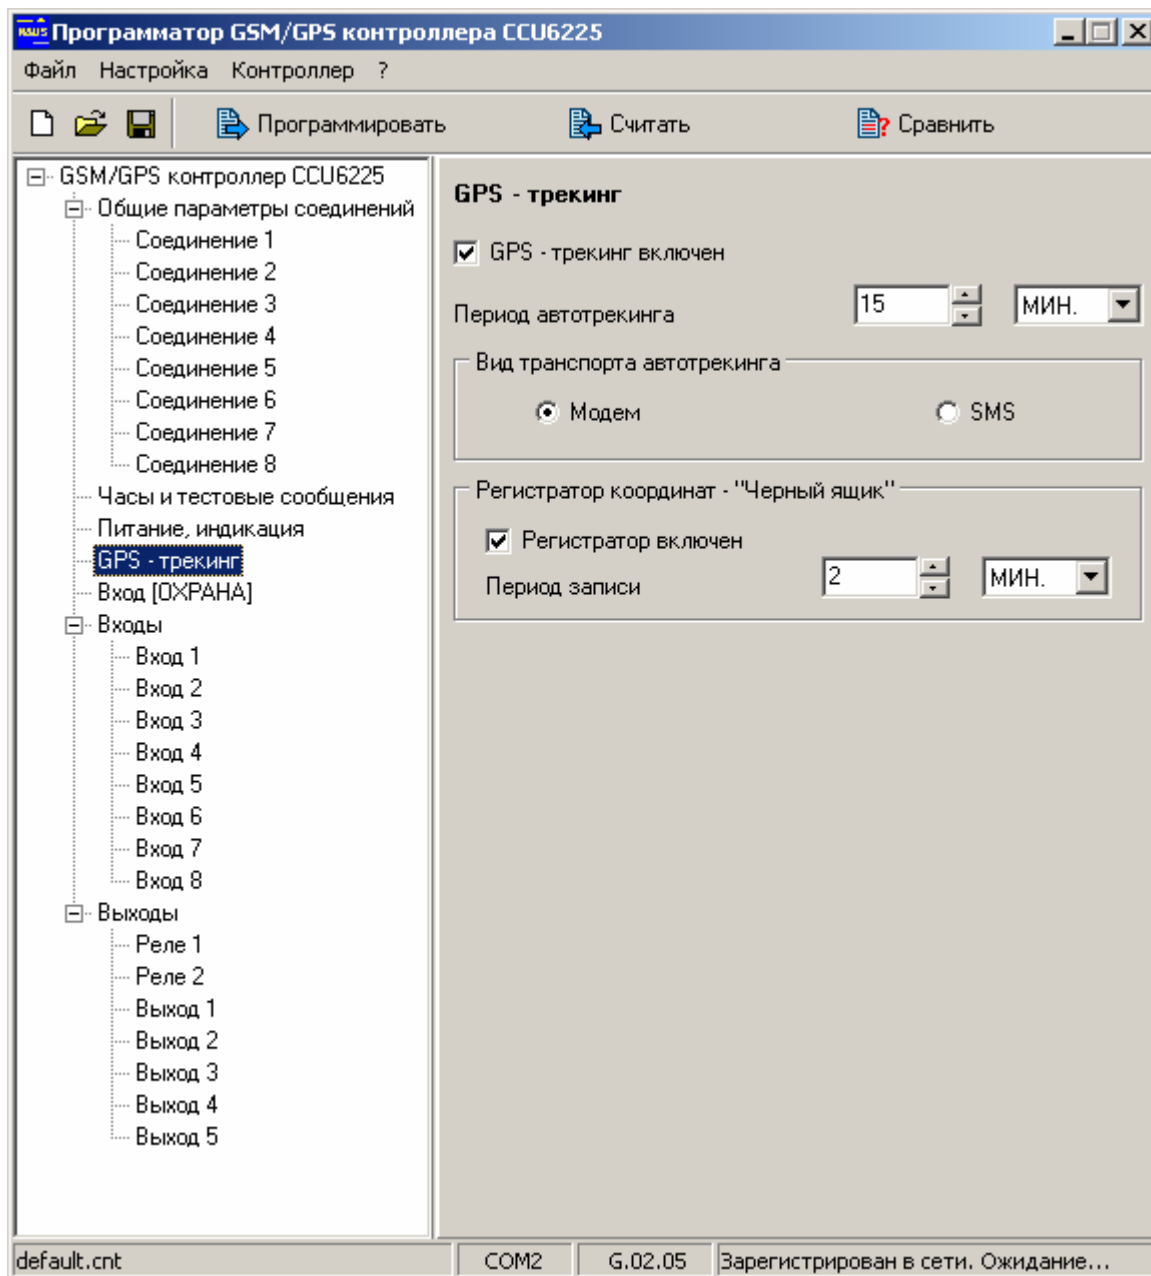 Программатор GSM/GPS контроллера CCU6225
Файл Настройка Контроллер ?
Программировать Считать Сравнить
GSM/GPS контроллер CCU6225
Общие параметры соединений
Соединение 1
Соединение 2
Соединение 3
Соединение 4
Соединение 5
Соединение 6
Соединение 7
Соединение 8
Часы и тестовые сообщения
Питание, индикация
GPS - трекинг
Вход [ОХРАНА]
Входы
Вход 1
Вход 2
Вход 3
Вход 4
Вход 5
Вход 6
Вход 7
Вход 8
Выходы
Реле 1
Реле 2
Выход 1
Выход 2
Выход 3
Выход 4
Выход 5
GPS - трекинг
GPS - трекинг включен
Период автотрекинга 15 мин.
Вид транспорта автотрекинга
Модем SMS
Регистратор координат - "Черный ящик"
Регистратор включен
Период записи 2 мин.
default.cnt COM2 G.02.05 Зарегистрирован в сети. Ожидание...